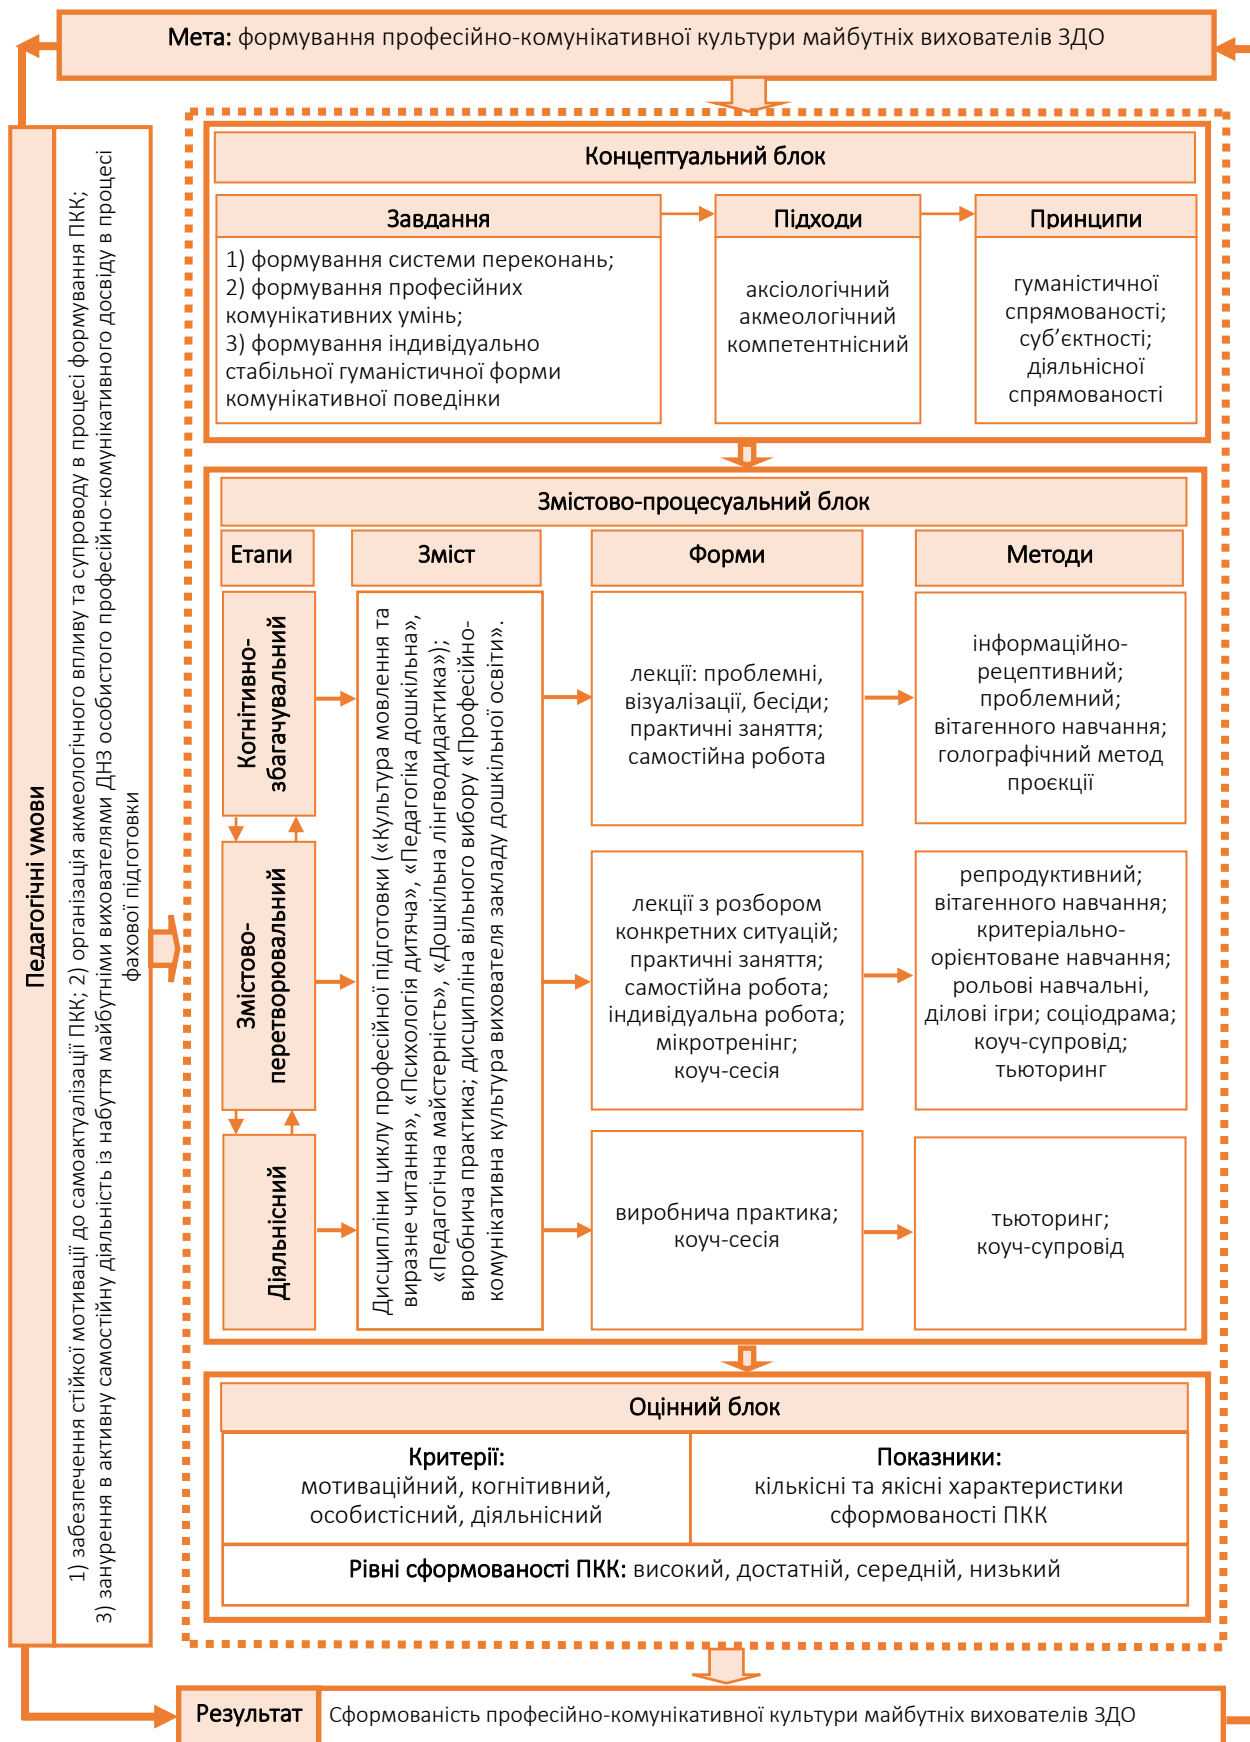 Мета: формування професійно-комунікативної культури майбутніх вихователів ЗДО
Педагогічні умови
1) забезпечення стійкої мотивації до самоактуалізації ПКК; 2) організація акмеологічного впливу та супроводу в процесі формування ПКК;
3) занурення в активну самостійну діяльність із набуття майбутніми вихователями ДНЗ особистого професійно-комунікативного досвіду в процесі
фахової підготовки
Концептуальний блок
Завдання
1) формування системи переконань;
2) формування професійних
комунікативних умінь;
3) формування індивідуально
стабільної гуманістичної форми
комунікативної поведінки
Підходи
аксіологічний
акмеологічний
компетентнісний
Принципи
гуманістичної
спрямованості;
суб’єктності;
діяльнісної
спрямованості
Змістово-процесуальний блок
Етапи
Зміст
Форми
Методи
Когнітивно-
збагачувальний
Змістово-
перетворювальний
Діяльнісний
Дисципліни циклу професійної підготовки («Культура мовлення та
виразне читання», «Психологія дитяча», «Педагогіка дошкільна»,
«Педагогічна майстерність», «Дошкільна лінгводидактика»);
виробнича практика; дисципліна вільного вибору «Професійно-
комунікативна культура вихователя закладу дошкільної освіти».
лекції: проблемні,
візуалізації, бесіди;
практичні заняття;
самостійна робота
інформаційно-
рецептивний;
проблемний;
вітагенного навчання;
голографічний метод
проєкції
лекції з розбором
конкретних ситуацій;
практичні заняття;
самостійна робота;
індивідуальна робота;
мікротренінг;
коуч-сесія
репродуктивний;
вітагенного навчання;
критеріально-
орієнтоване навчання;
рольові навчальні,
ділові ігри; соціодрама;
коуч-супровід;
тьюторинг
виробнича практика;
коуч-сесія
тьюторинг;
коуч-супровід
Оцінний блок
Критерії:
мотиваційний, когнітивний,
особистісний, діяльнісний
Показники:
кількісні та якісні характеристики
сформованості ПКК
Рівні сформованості ПКК: високий, достатній, середній, низький
Результат
Сформованість професійно-комунікативної культури майбутніх вихователів ЗДО